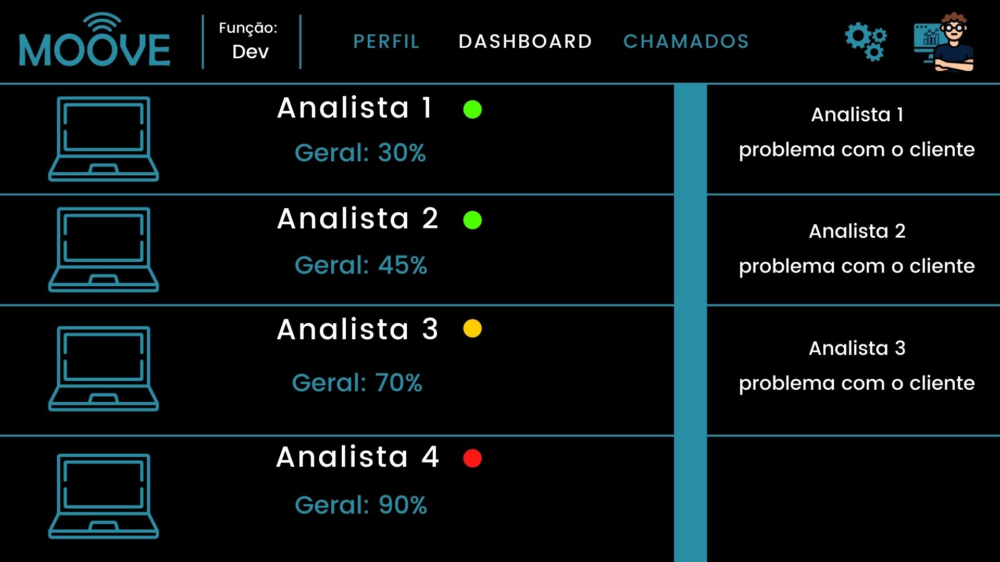 MOOVE
Função:
Dev
PERFIL
DASHBOARD
CHAMADOS
Analista 1
Geral: 30%
Analista 2
Geral: 45%
Analista 3
Geral: 70%
Analista 4
Geral: 90%
Analista 1
problema com o cliente
Analista 2
problema com o cliente
Analista 3
problema com o cliente